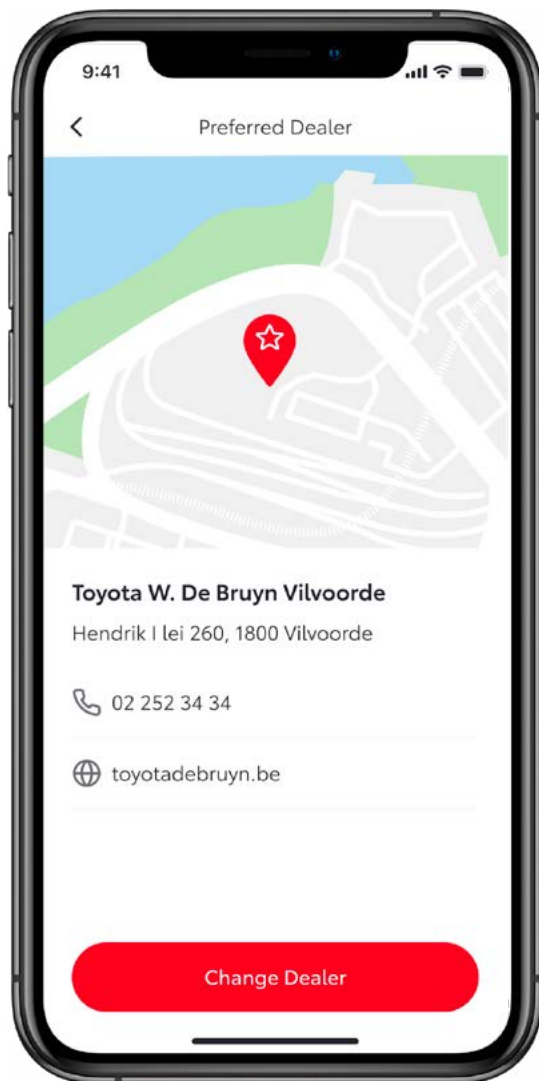 9:41
Preferred Dealer
Toyota W. De Bruyn Vilvoorde
Hendrik I lei 260, 1800 Vilvoorde
02 252 34 34
toyotadebruyn.be
Change Dealer